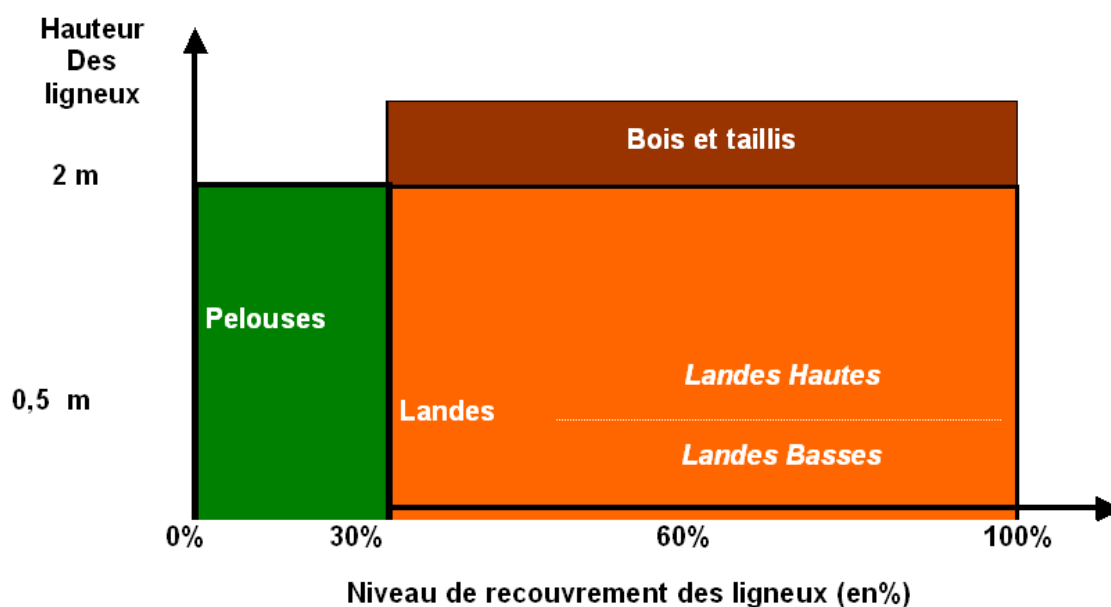 Hauteur
Des
ligneux
Bois et taillis
2 m
Pelouses
Landes Hautes
0,5 m
Landes
Landes Basses
0% 30% 60% 100%
Niveau de recouvrement des ligneux (en%)